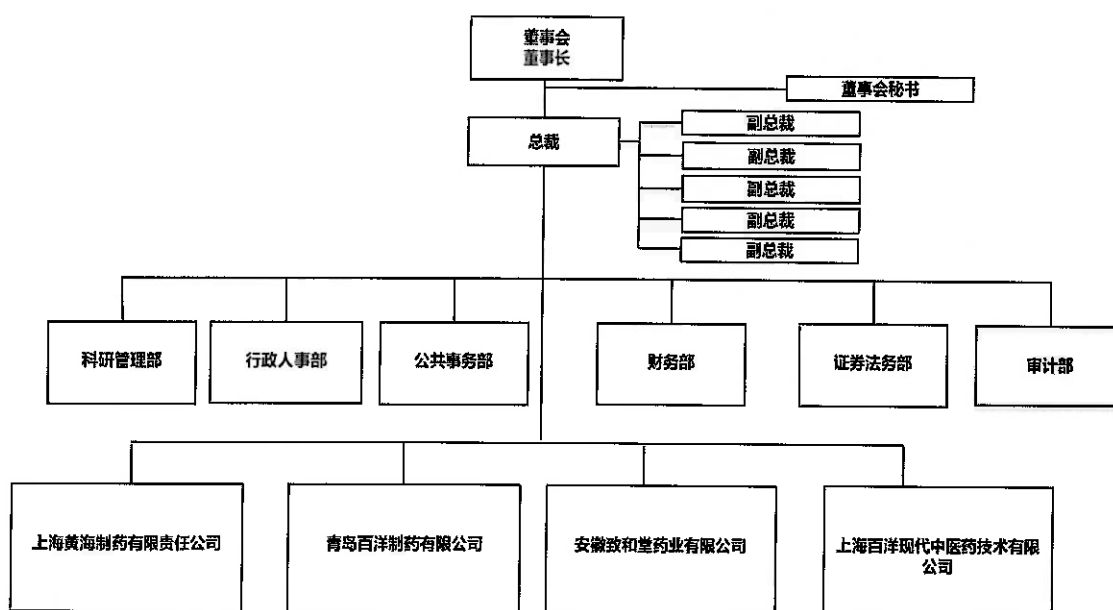 董事会
董事长
董事会秘书
总裁
副总裁
副总裁
副总裁
副总裁
副总裁
科研管理部
行政人事部
公共事务部
财务部
证券法务部
审计部
上海黄海制药有限责任公司
青岛百洋制药有限公司
安徽致和堂药业有限公司
上海百洋现代中医药技术有限
公司